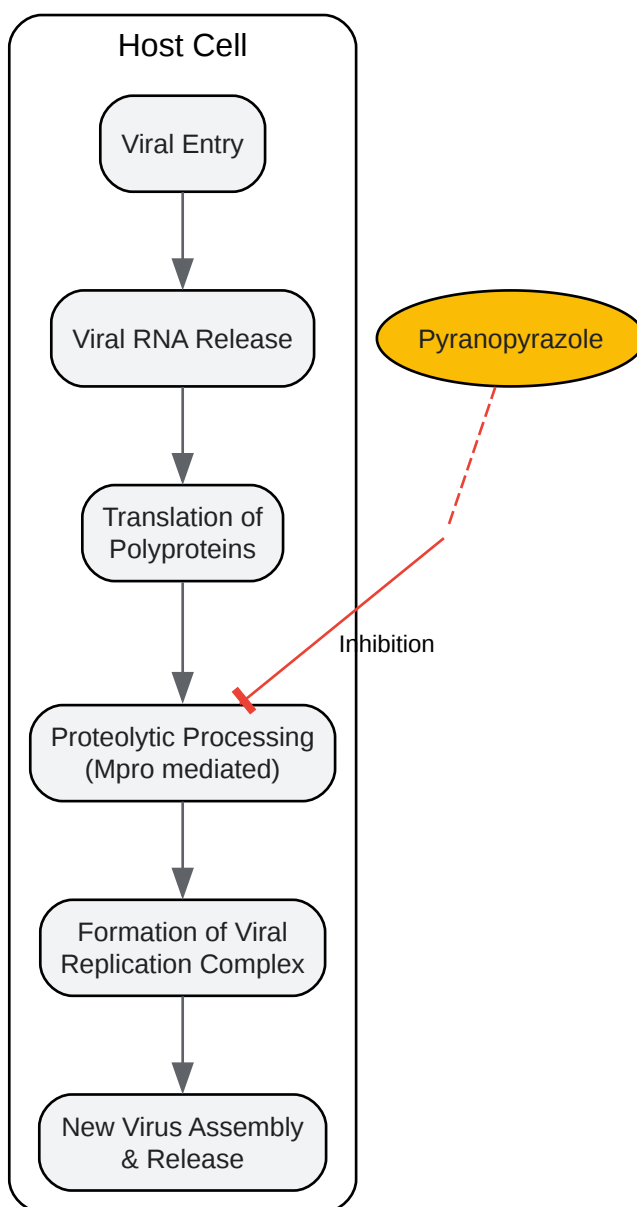 Host Cell
Viral Entry
Viral RNA Release
Pyranopyrazole
Translation of
Polyproteins
Inhibition
Proteolytic Processing
(Mpro mediated)
Formation of Viral
Replication Complex
New Virus Assembly
& Release